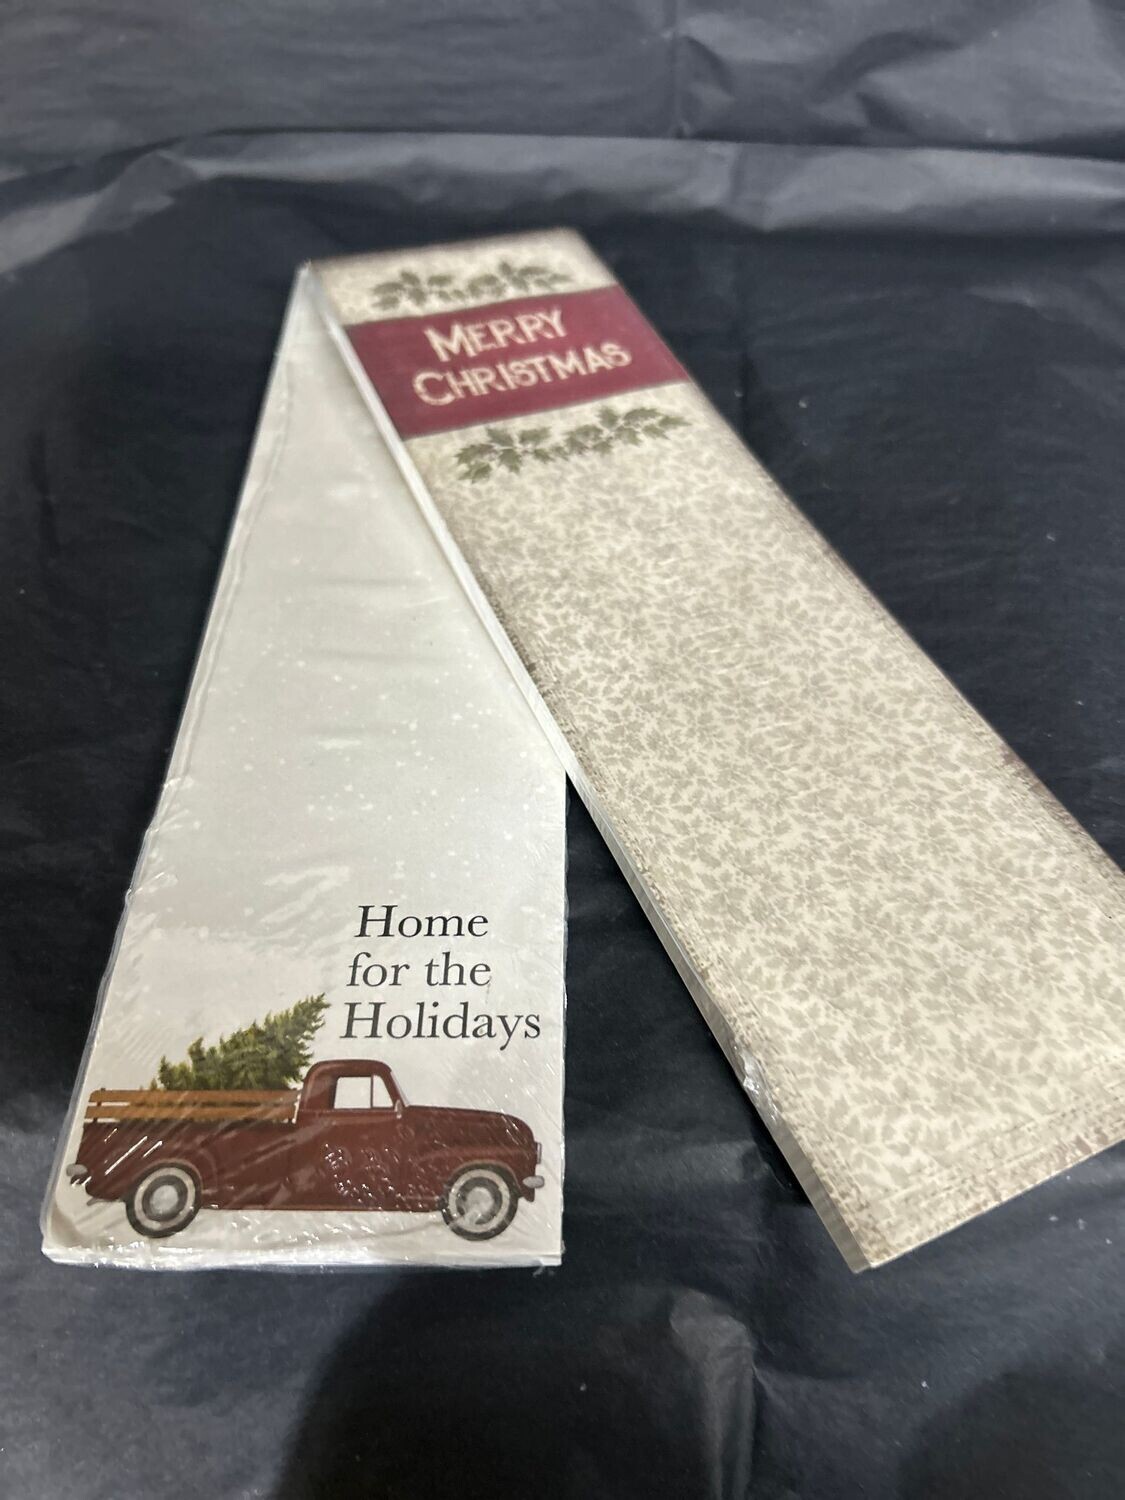 MERRY
CHRISTMAS
Home
for the
Holidays